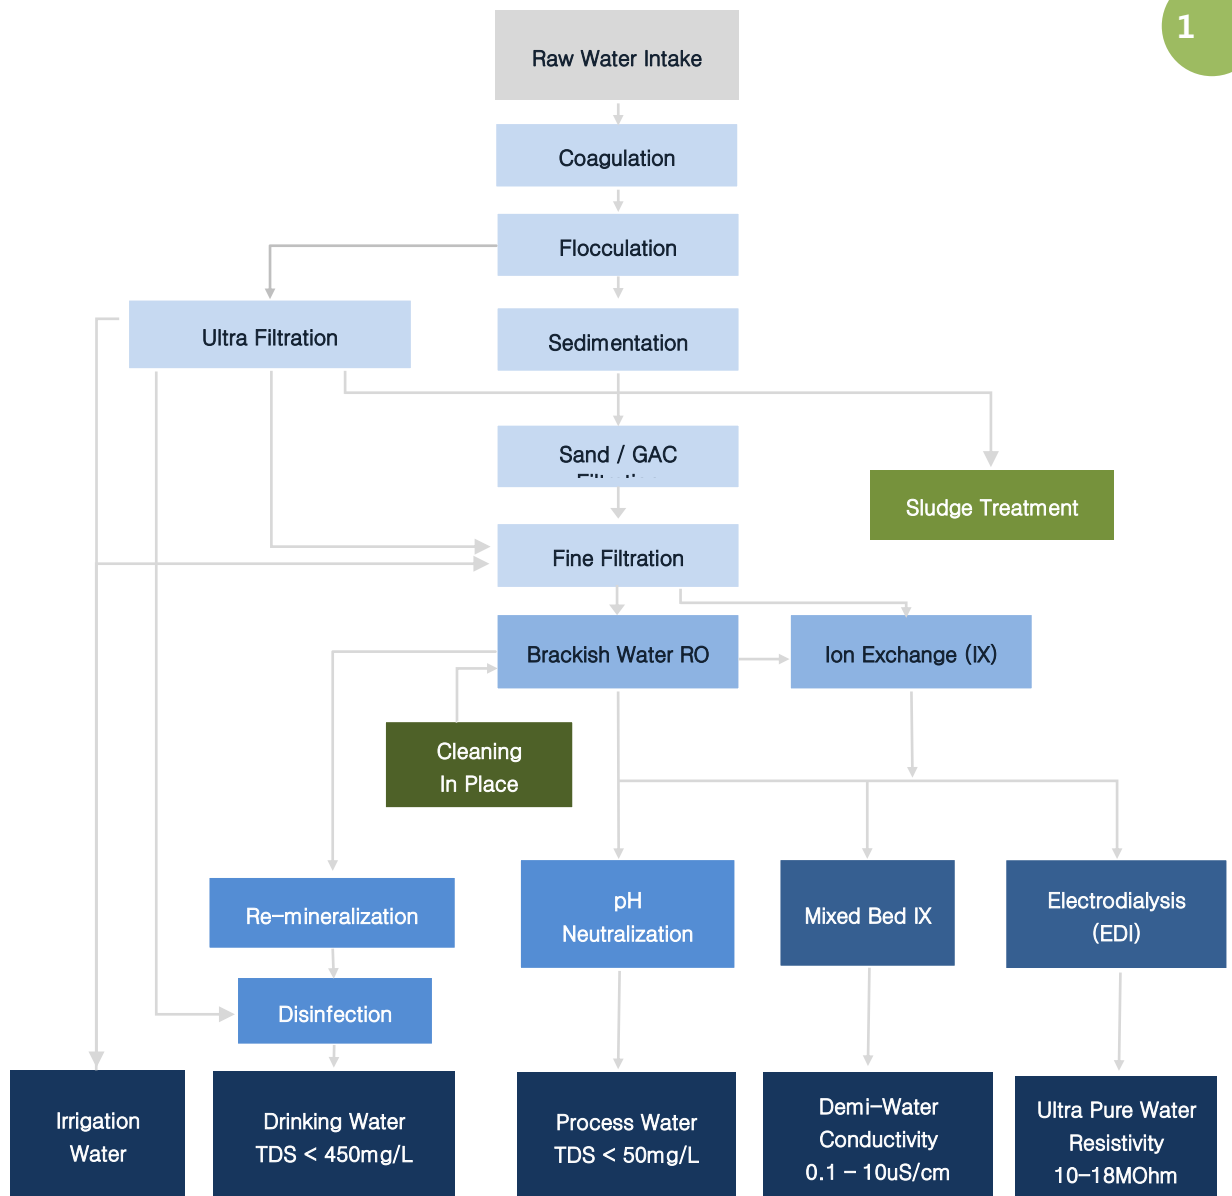 1
Raw Water Intake
Coagulation
Flocculation
Ultra Filtration
Sedimentation
Sand / GAC
Sludge Treatment
Fine Filtration
Brackish Water RO
Ion Exchange (IX)
Cleaning
In Place
Re-mineralization
pH
Neutralization
Mixed Bed IX
Electrodialysis
(EDI)
Disinfection
Irrigation
Water
Drinking Water
TDS < 450mg/L
Process Water
TDS < 50mg/L
Demi-Water
Conductivity
0.1 - 10uS/cm
Ultra Pure Water
Resistivity
10-18MOhm